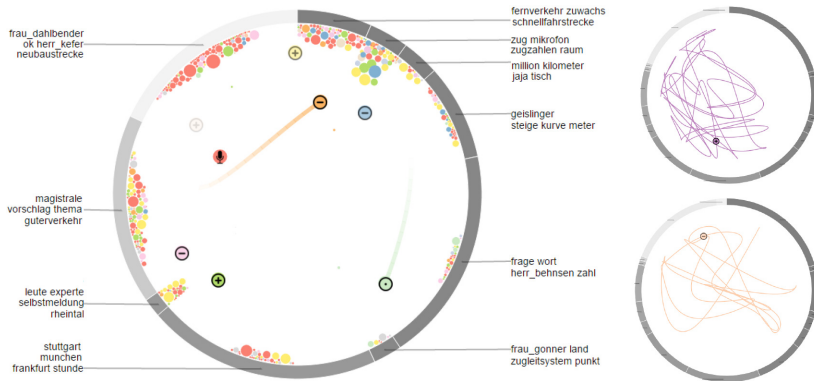 frau_dahlbender
ok herr_kefer
neubaustrecke
magistrale
vorschlag thema
guterverkehr
leute experte
selbstmeldung
rheintal
stuttgart
munchen
frankfurt stunde
fernverkehr zuwachs
schnellfahrstrecke
zug mikrofon
zugzahlen raum
million kilometer
jaja tisch
geislinger
steige kurve meter
frage wort
herr_behnsen zahl
frau_gonner land
zugleitsystem punkt